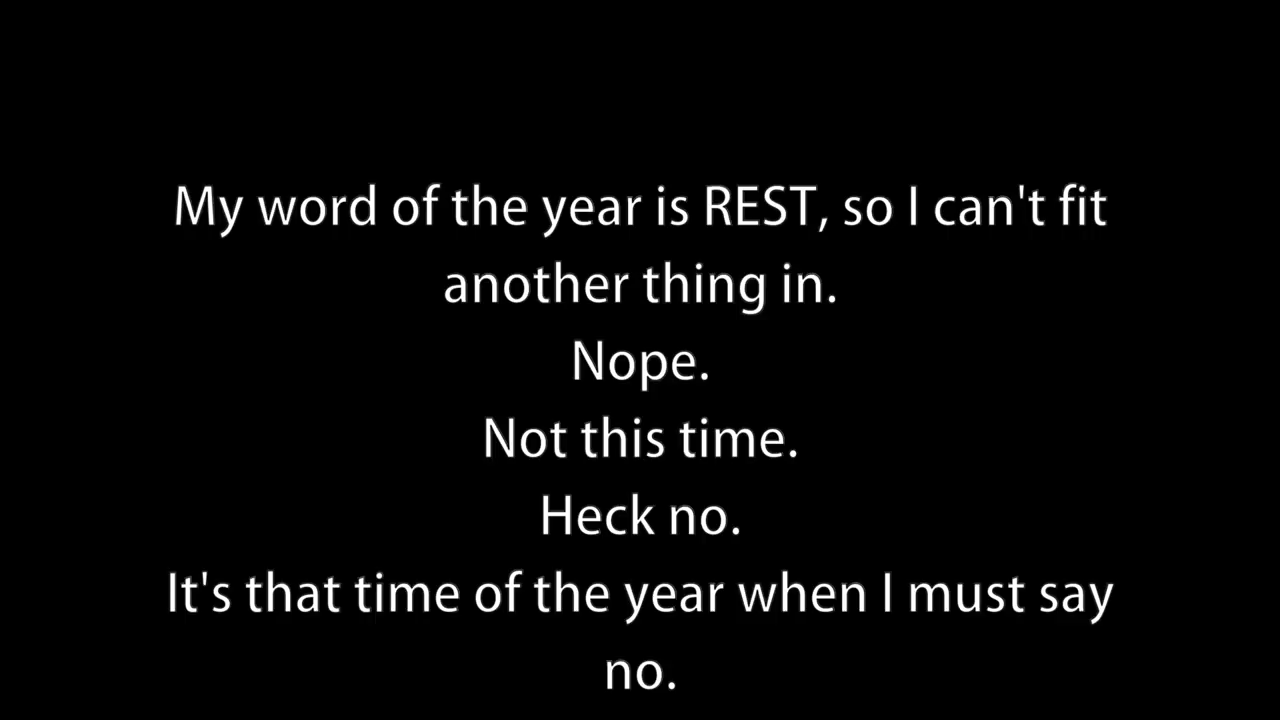 My word of the year is REST, so I can't fit
another thing in.
Nope.
Not this time.
Heck no.
It's that time of the year when I must say
no.